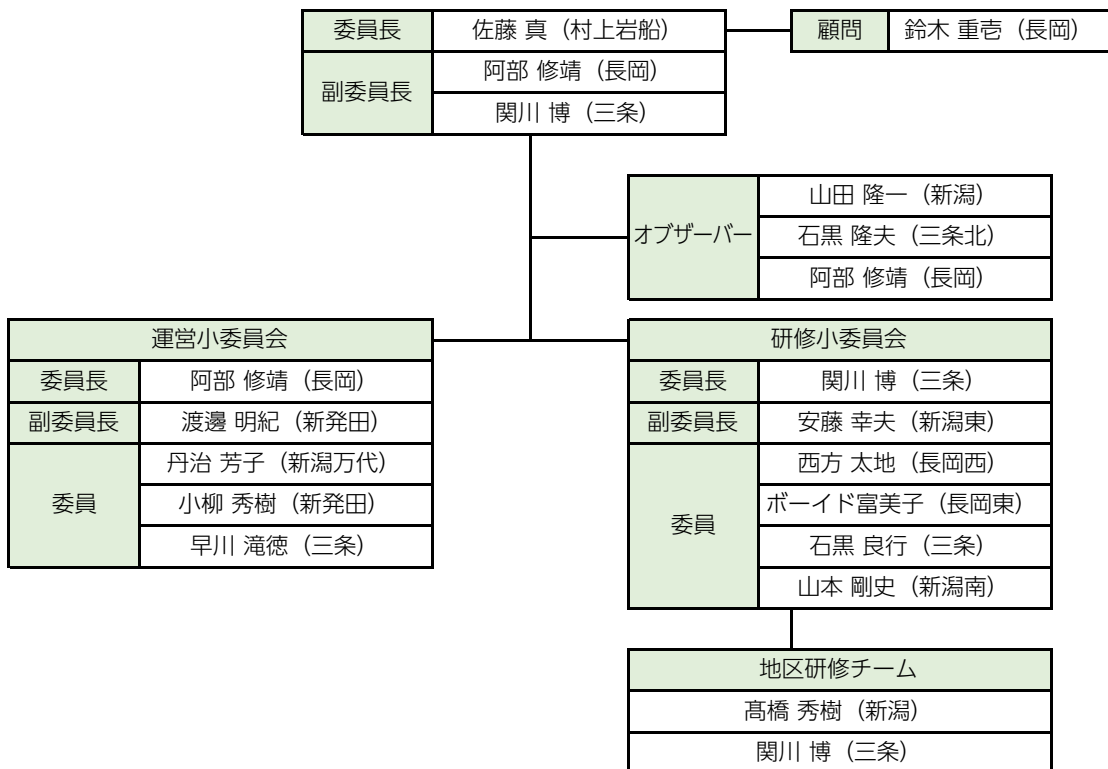 委員長 佐藤 真（村上岩船） 顧問 鈴木 重壱（長岡）
副委員長 阿部 修靖（長岡）
関川 博（三条）
オブザーバー 山田 隆一（新潟）
石黒 隆夫（三条北）
阿部 修靖（長岡）
運営小委員会
委員長 阿部 修靖（長岡）
副委員長 渡邊 明紀（新発田）
委員 丹治 芳子（新潟万代）
小柳 秀樹（新発田）
早川 滝徳（三条）
研修小委員会
委員長 関川 博（三条）
副委員長 安藤 幸夫（新潟東）
委員 西方 太地（長岡西）
ボーイド富美子（長岡東）
石黒 良行（三条）
山本 剛史（新潟南）
地区研修チーム
髙橋 秀樹（新潟）
関川 博（三条）